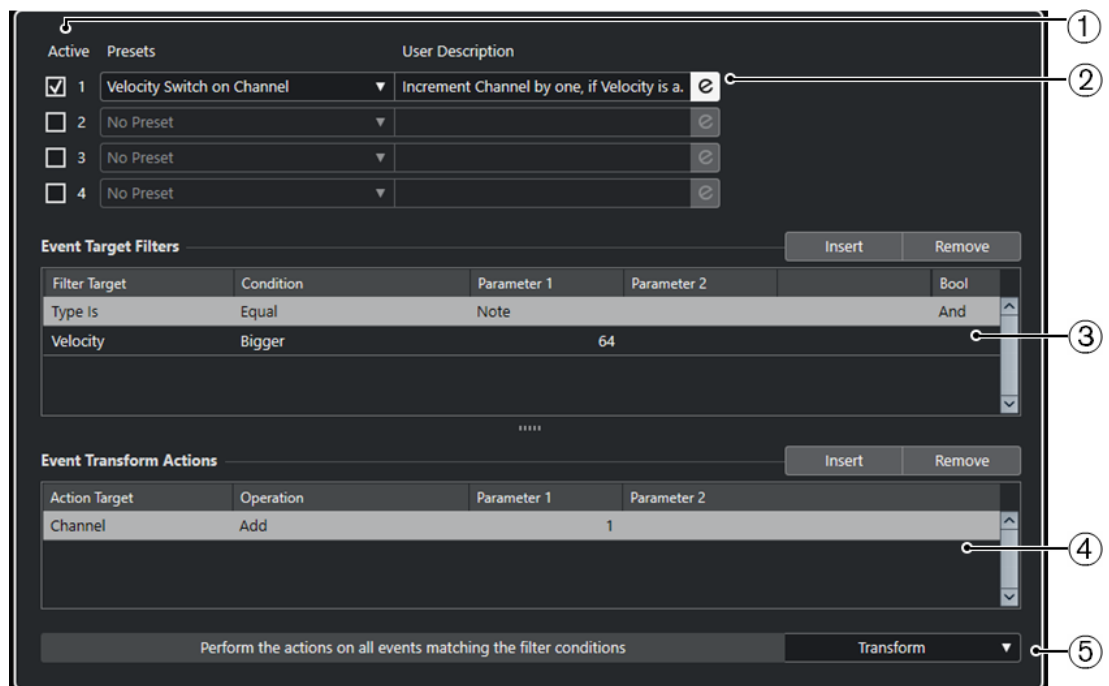 ①
Active Presets User Description
1 Velocity Switch on Channel Increment Channel by one, if Velocity is a. e ②
2 No Preset e
3 No Preset e
4 No Preset e
Event Target Filters Insert Remove
Filter Target Condition Parameter 1 Parameter 2 Bool
Type Is Equal Note And
Velocity Bigger 64 ③
Event Transform Actions Insert Remove
Action Target Operation Parameter 1 Parameter 2
Channel Add 1
④
Perform the actions on all events matching the filter conditions Transform ⑤